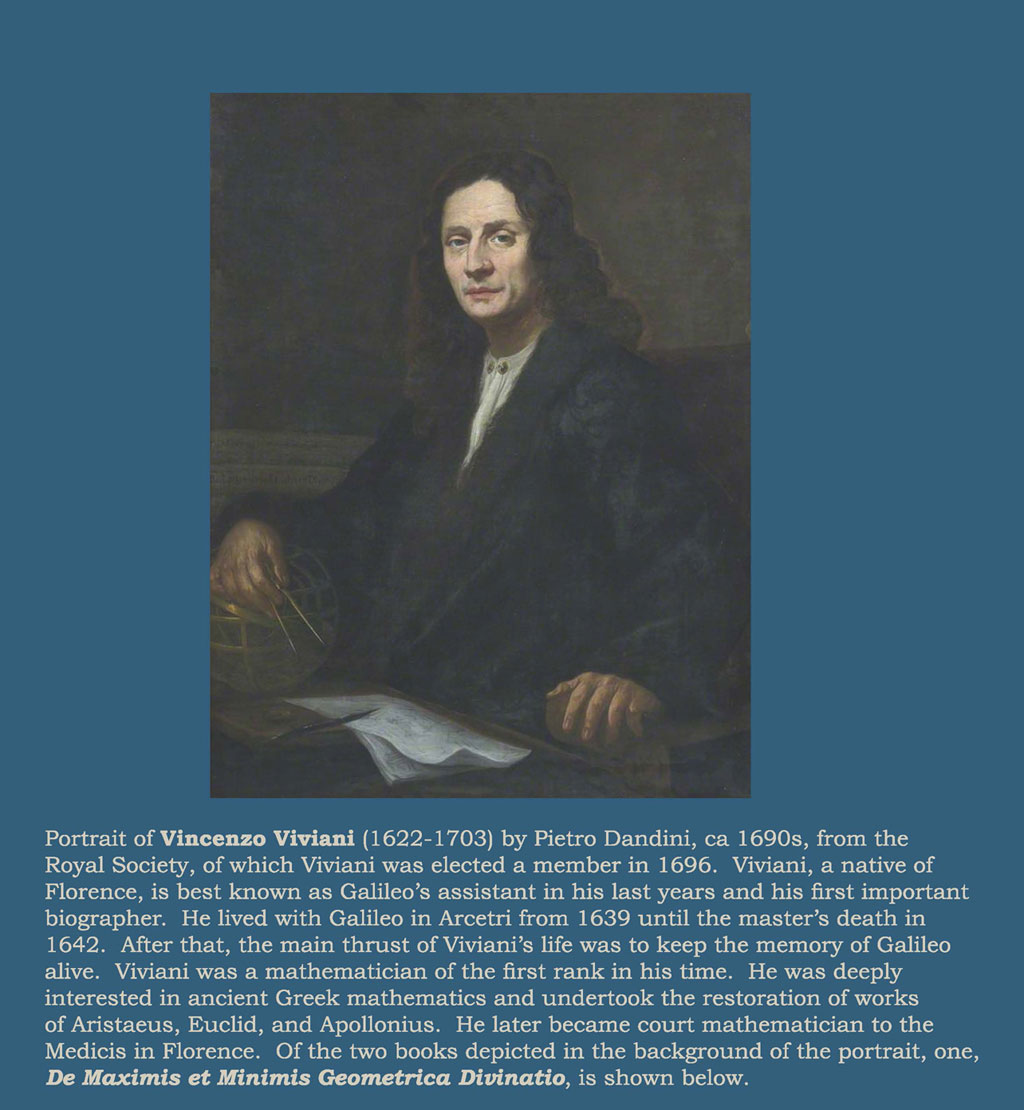 Portrait of Vincenzo Viviani (1622-1703) by Pietro Dandini, ca 1690s, from the
Royal Society, of which Viviani was elected a member in 1696.  Viviani, a native of
Florence, is best known as Galileo's assistant in his last years and his first important
biographer.  He lived with Galileo in Arcetri from 1639 until the master's death in
1642.  After that, the main thrust of Viviani's life was to keep the memory of Galileo
alive.  Viviani was a mathematician of the first rank in his time.  He was deeply
interested in ancient Greek mathematics and undertook the restoration of works
of Aristaeus, Euclid, and Apollonius.  He later became court mathematician to the
Medicis in Florence.  Of the two books depicted in the background of the portrait, one,
De Maximis et Minimis Geometrica Divinatio, is shown below.